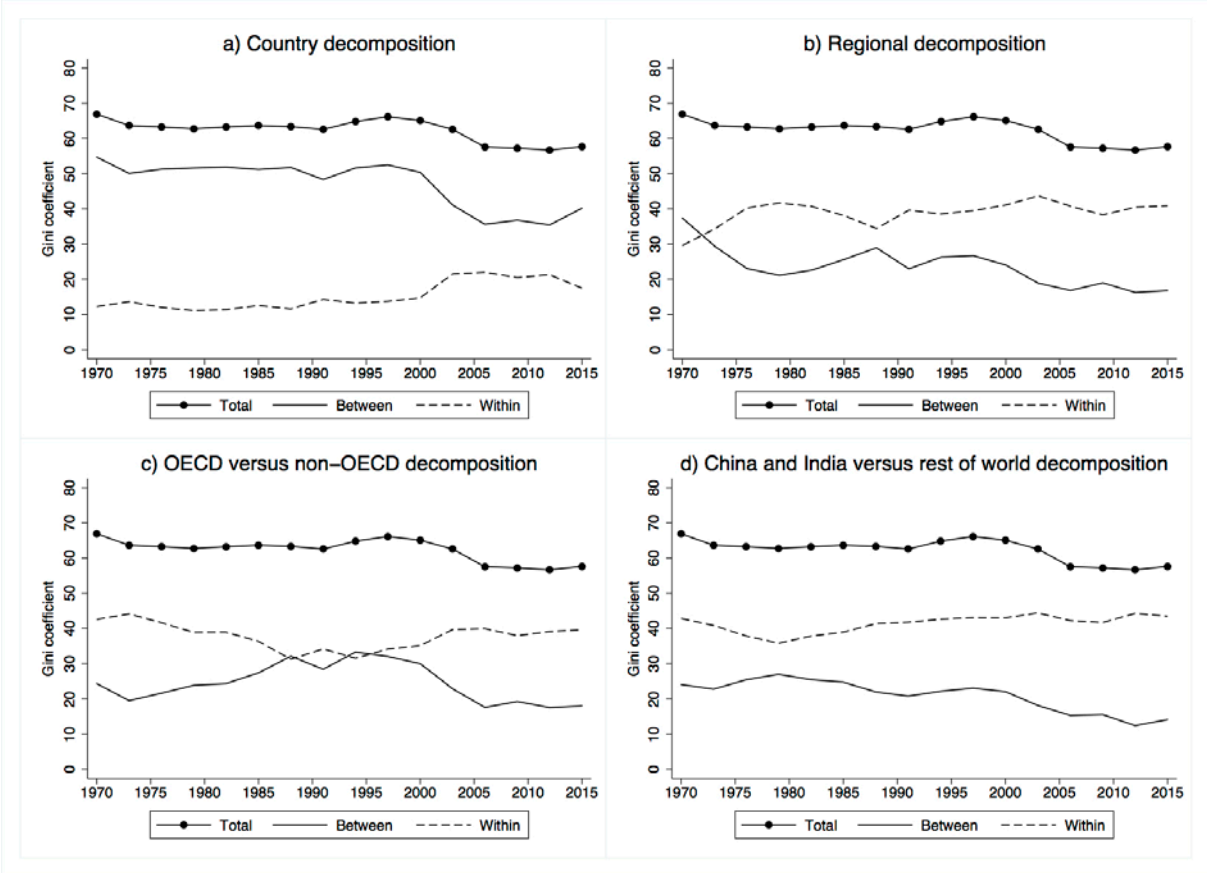 a) Country decomposition
Gini coefficient
80
70
60
50
40
30
20
10
0
1970 1975 1980 1985 1990 1995 2000 2005 2010 2015
Total Between Within
b) Regional decomposition
Gini coefficient
80
70
60
50
40
30
20
10
0
1970 1975 1980 1985 1990 1995 2000 2005 2010 2015
Total Between Within
c) OECD versus non−OECD decomposition
Gini coefficient
80
70
60
50
40
30
20
10
0
1970 1975 1980 1985 1990 1995 2000 2005 2010 2015
Total Between Within
d) China and India versus rest of world decomposition
Gini coefficient
80
70
60
50
40
30
20
10
0
1970 1975 1980 1985 1990 1995 2000 2005 2010 2015
Total Between Within